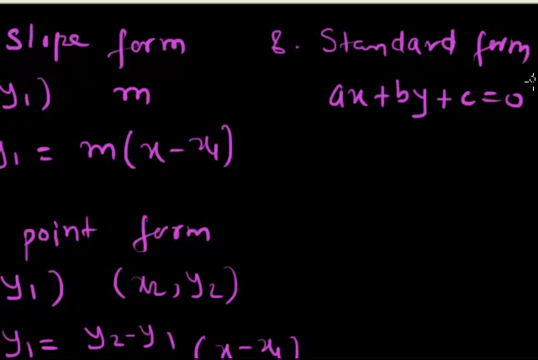 slope form
y₁) m
y₁ = m(x-x₁)
point form
y₁) (x₂, y₂)
y₁ = y₂-y₁ (x-x₁)
8. Standard form
ax+by+c=0